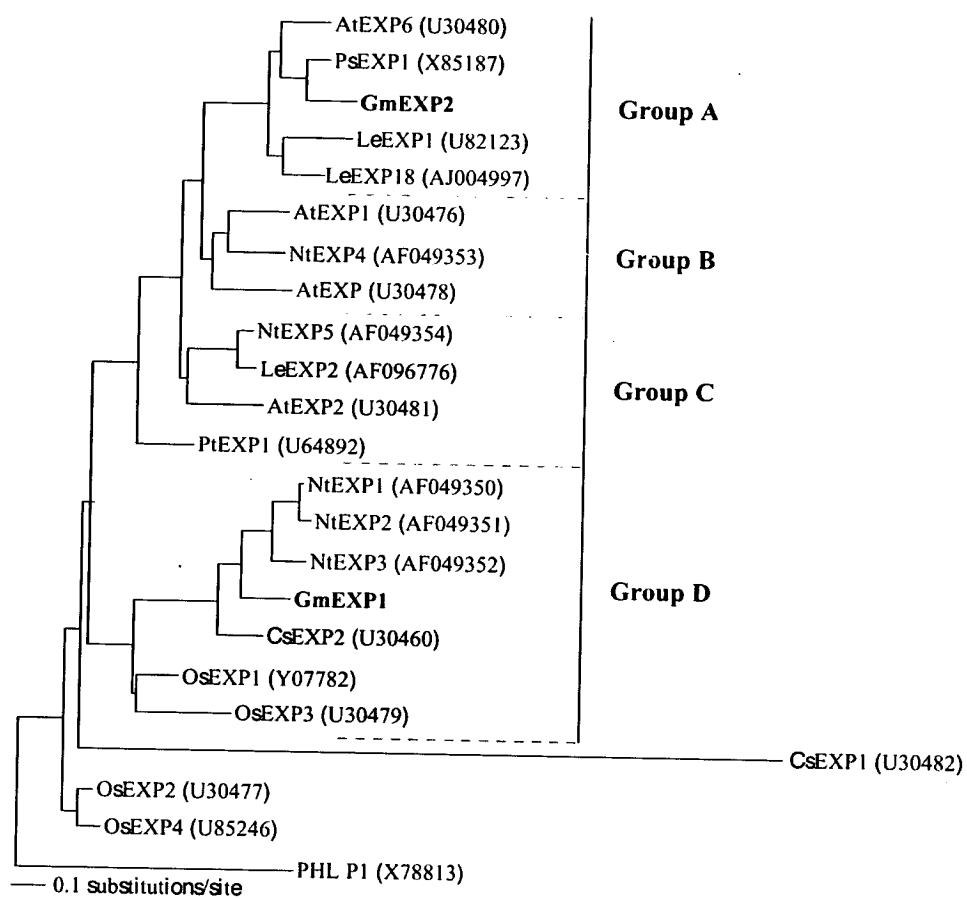 AtEXP6 (U30480)
PsEXP1 (X85187)
GmEXP2
Group A
LeEXP1 (U82123)
LeEXP18 (AJ004997)
AtEXP1 (U30476)
NtEXP4 (AF049353)
Group B
AtEXP (U30478)
NtEXP5 (AF049354)
LeEXP2 (AF096776)
Group C
AtEXP2 (U30481)
PtEXP1 (U64892)
NtEXP1 (AF049350)
NtEXP2 (AF049351)
NtEXP3 (AF049352)
Group D
GmEXP1
CsEXP2 (U30460)
OsEXP1 (Y07782)
OsEXP3 (U30479)
CsEXP1 (U30482)
OsEXP2 (U30477)
OsEXP4 (U85246)
PHL P1 (X78813)
0.1 substitutions/site